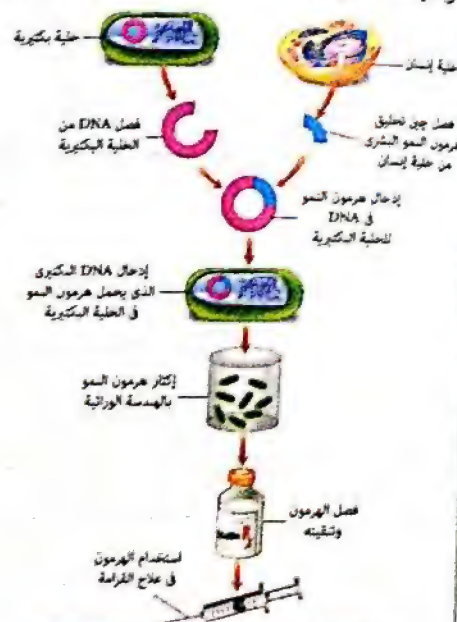 خلية بكتيرية
خلية إنسان
فصل DNA من
الخلية البكتيرية
فصل جين تخليق
هرمون النمو البشرى
من خلية إنسان
إدخال هرمون النمو
فى DNA
للخلية البكتيرية
إدخال DNA البكتيرى
الذى يحمل هرمون النمو
فى الخلية البكتيرية
إكثار هرمون النمو
بالهندسة الوراثية
فصل الهرمون
وتنقيته
استخدام الهرمون
فى علاج القزامة